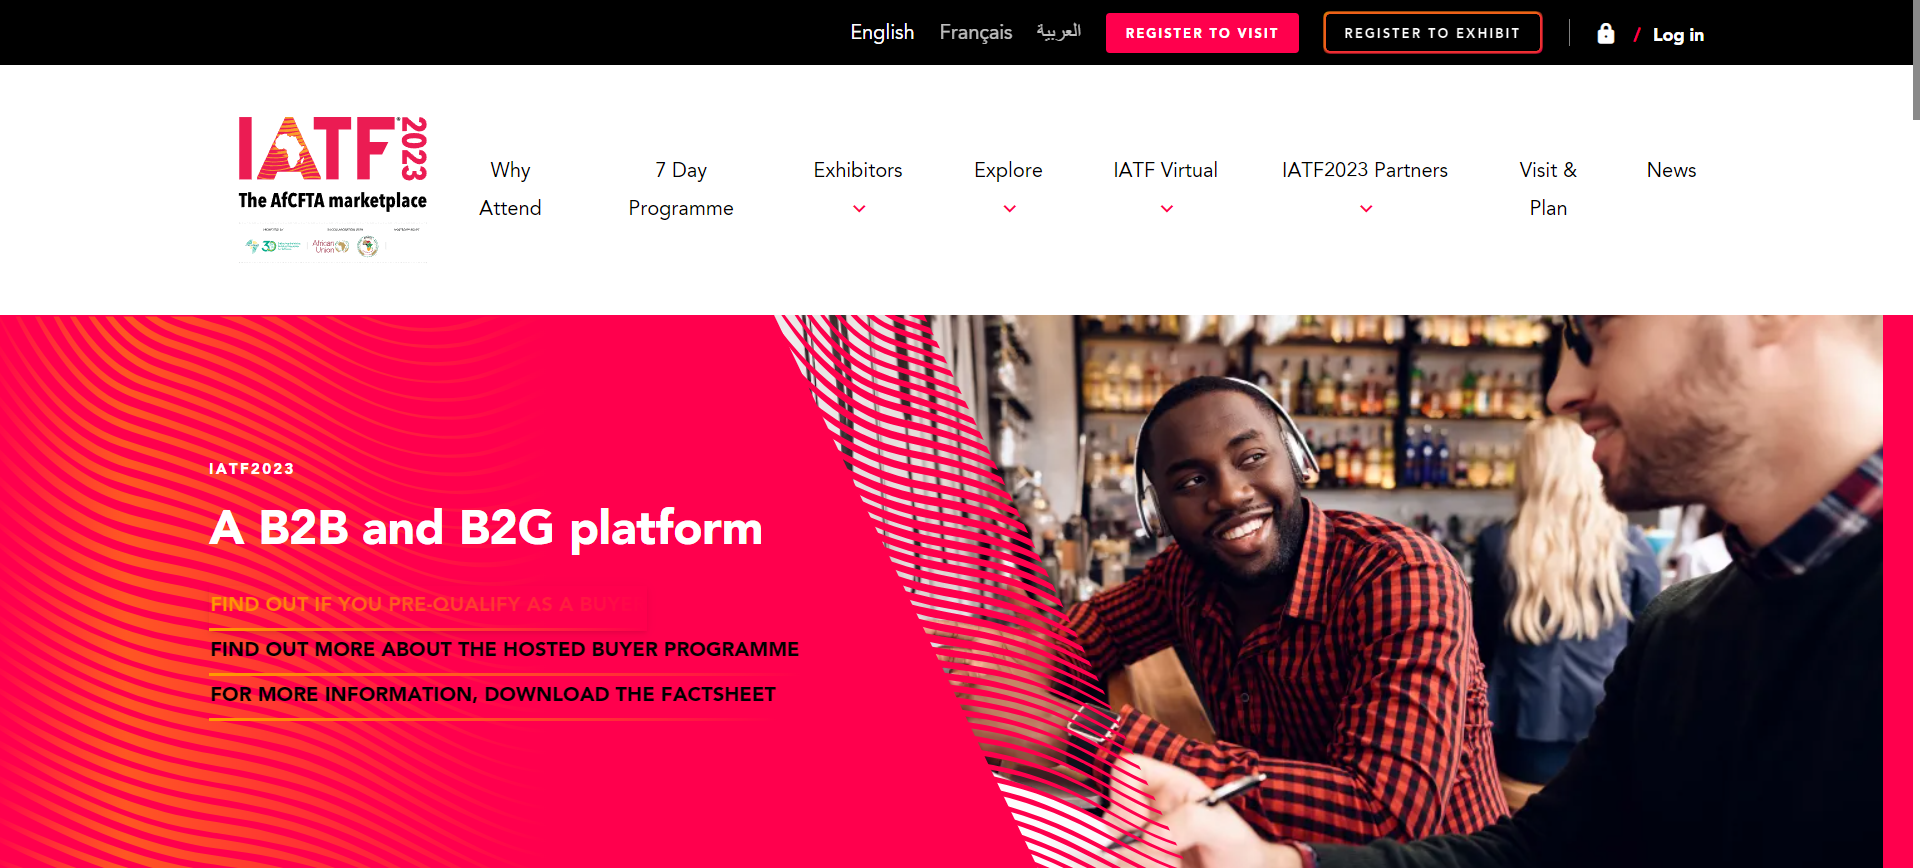 English Français العربية REGISTER TO VISIT REGISTER TO EXHIBIT / Log in
IATF 2023
The AfCFTA marketplace
African
Union
Why
Attend
7 Day
Programme
Exhibitors
Explore
IATF Virtual
IATF2023 Partners
Visit &
Plan
News
IATF2023
A B2B and B2G platform
FIND OUT IF YOU PRE-QUALIFY AS A BUYER
FIND OUT MORE ABOUT THE HOSTED BUYER PROGRAMME
FOR MORE INFORMATION, DOWNLOAD THE FACTSHEET